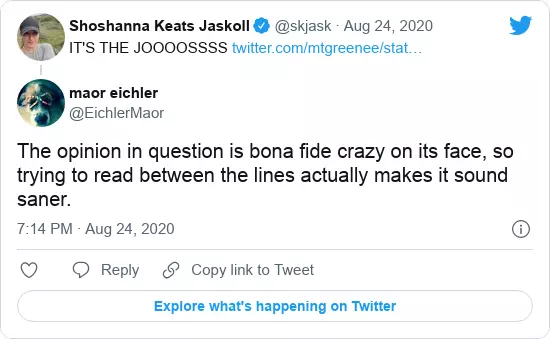 Shoshanna Keats Jaskoll @skjask · Aug 24, 2020
IT'S THE JOOOOSSSS twitter.com/mtgreenee/stat…
maor eichler
@EichlerMaor
The opinion in question is bona fide crazy on its face, so
trying to read between the lines actually makes it sound
saner.
7:14 PM · Aug 24, 2020
Reply Copy link to Tweet
Explore what's happening on Twitter